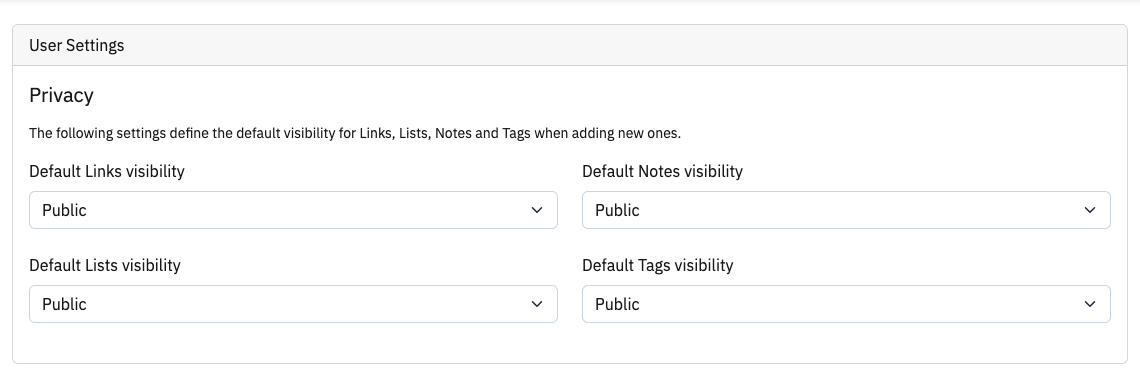 User Settings
Privacy
The following settings define the default visibility for Links, Lists, Notes and Tags when adding new ones.
Default Links visibility
Public
Default Notes visibility
Public
Default Lists visibility
Public
Default Tags visibility
Public